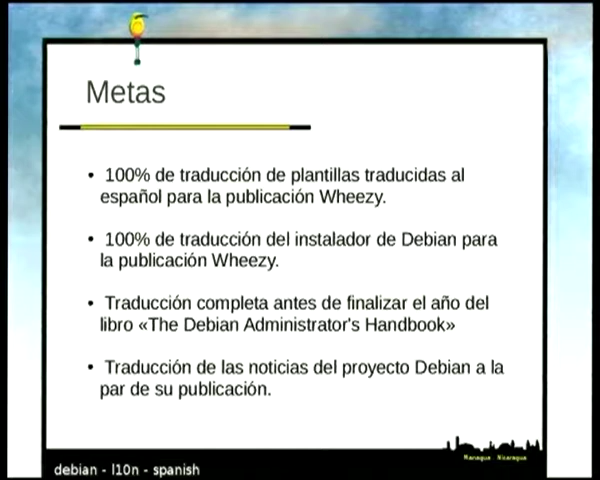 Metas
• 100% de traducción de plantillas traducidas al
español para la publicación Wheezy.
• 100% de traducción del instalador de Debian para
la publicación Wheezy.
• Traducción completa antes de finalizar el año del
libro «The Debian Administrator's Handbook»
• Traducción de las noticias del proyecto Debian a la
par de su publicación.
Managua Nicaragua
debian - l10n - spanish